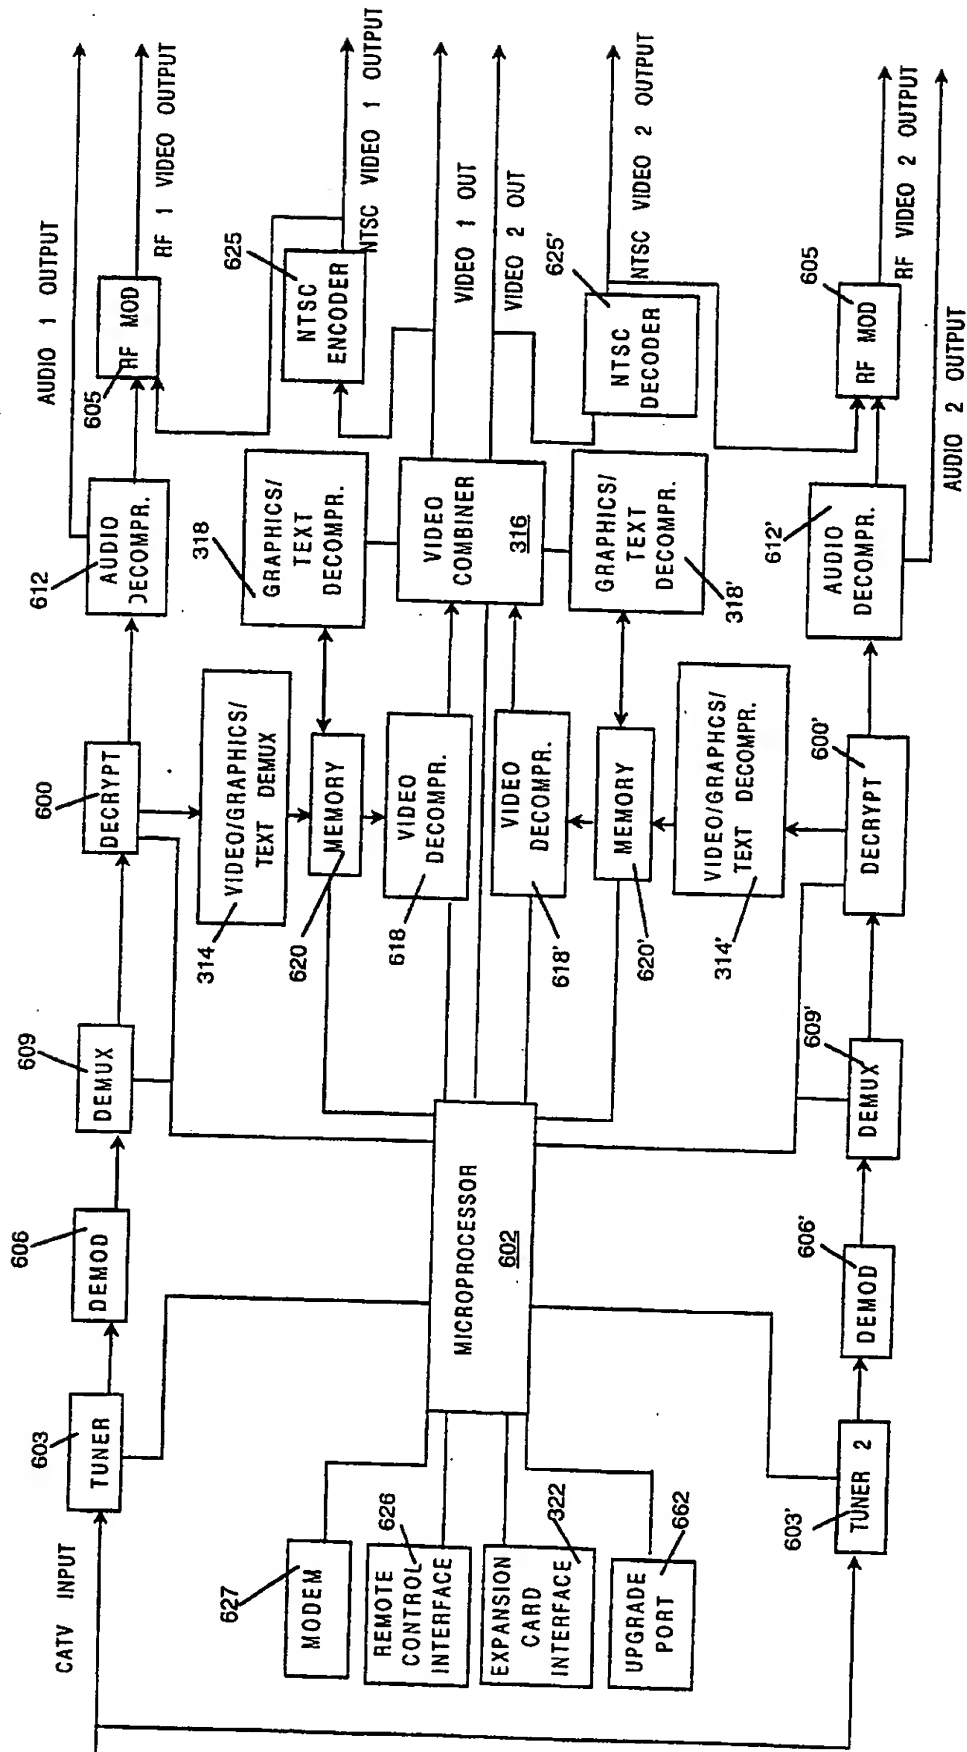 CATV INPUT
603
TUNER
606
DEMOD
609
DEMUX
600
DECRYPT
612
AUDIO
DECOMPR.
605
RF MOD
AUDIO 1 OUTPUT
RF 1 VIDEO OUTPUT
314
VIDEO/GRAPHICS/
TEXT DEMUX
318
GRAPHICS/
TEXT
DECOMPR.
625
NTSC
ENCODER
NTSC VIDEO 1 OUTPUT
620
MEMORY
618
VIDEO
DECOMPR.
VIDEO
COMBINER
316
VIDEO 1 OUT
VIDEO 2 OUT
627
MODEM
626
REMOTE
CONTROL
INTERFACE
322
EXPANSION
CARD
INTERFACE
662
UPGRADE
PORT
MICROPROCESSOR
602
618'
VIDEO
DECOMPR.
620'
MEMORY
318'
GRAPHICS/
TEXT
DECOMPR.
625'
NTSC
DECODER
NTSC VIDEO 2 OUTPUT
314'
VIDEO/GRAPHCS/
TEXT DECOMPR.
603'
TUNER 2
606'
DEMOD
609'
DEMUX
600'
DECRYPT
612'
AUDIO
DECOMPR.
605
RF MOD
RF VIDEO 2 OUTPUT
AUDIO 2 OUTPUT